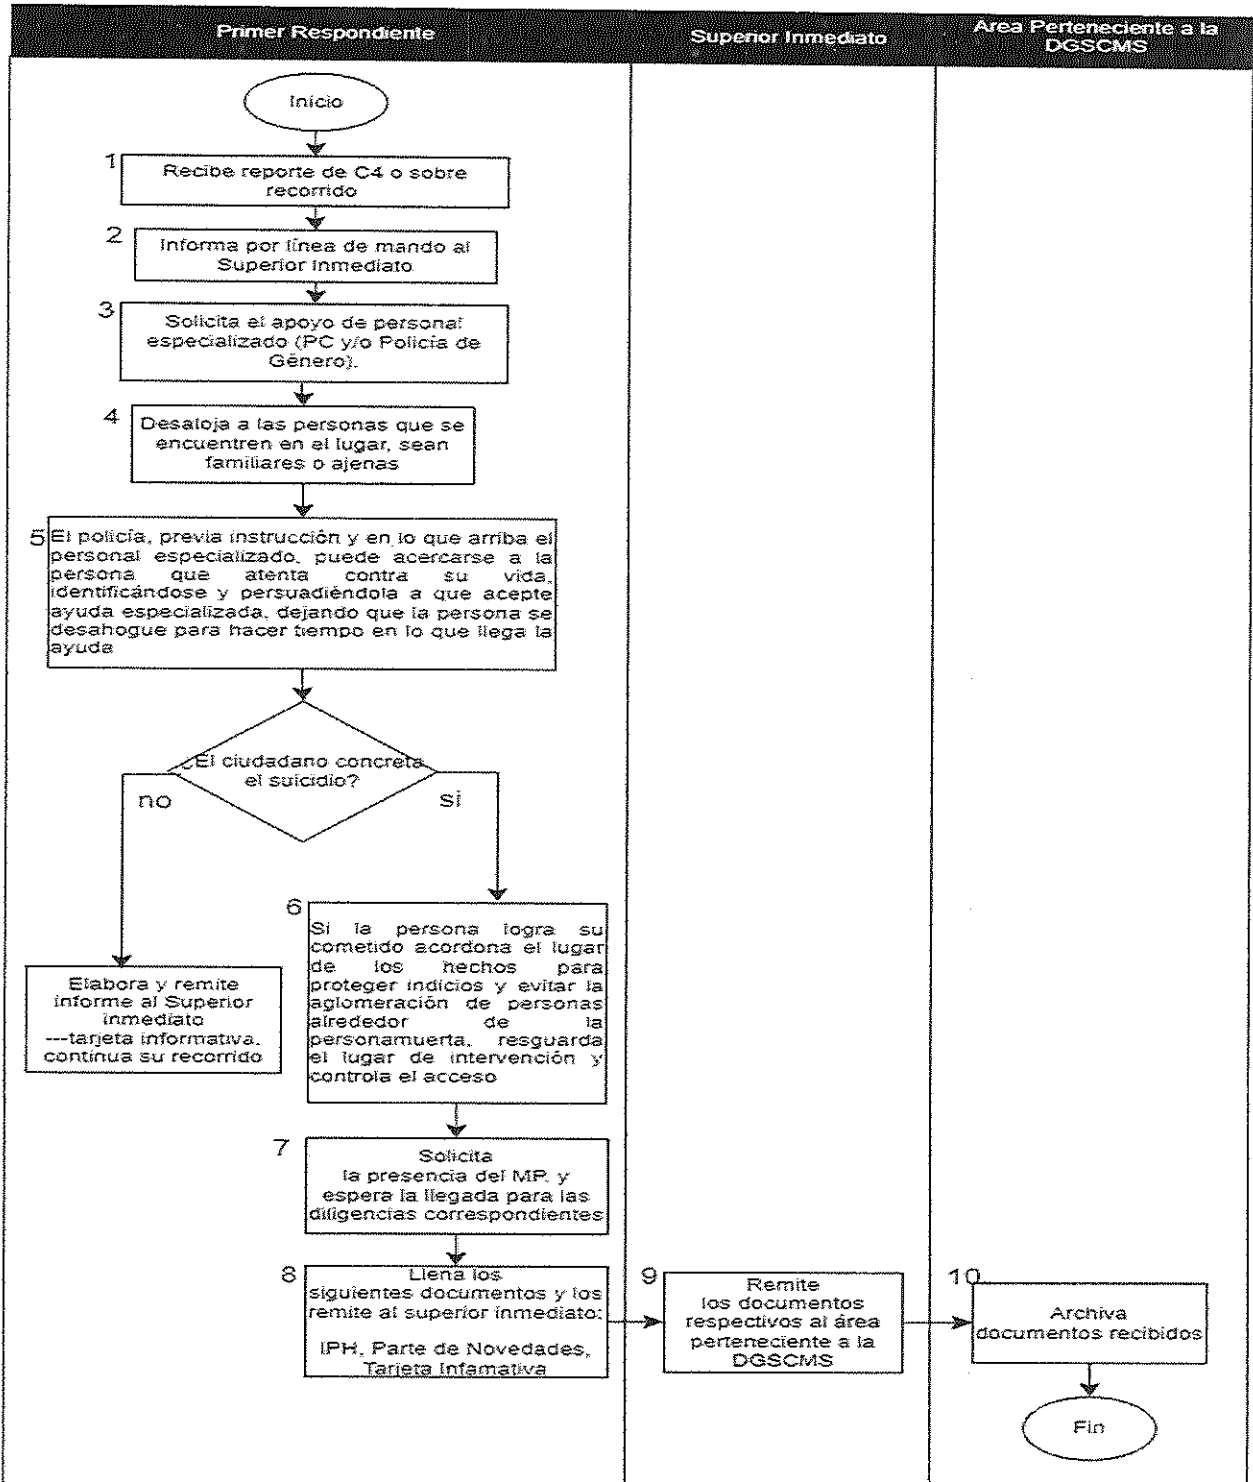 Primer Respondiente
Superior Inmediato
Area Perteneciente a la
DGSCMS
Inicio
1
Recibe reporte de C4 o sobre
recorrido
2
Informa por línea de mando al
Superior Inmediato
3
Solicita el apoyo de personal
especializado (PC y/o Policía de
Género).
4
Desaloja a las personas que se
encuentren en el lugar, sean
familiares o ajenas
5
El policía, previa instrucción y en lo que arriba el
personal especializado, puede acercarse a la
persona que atenta contra su vida,
identificándose y persuadiéndola a que acepte
ayuda especializada, dejando que la persona se
desahogue para hacer tiempo en lo que llega la
ayuda
¿El ciudadano concreta
el suicidio?
no
si
Elabora y remite
informe al Superior
inmediato
---tarjeta informativa.
continua su recorrido
6
Si la persona logra su
cometido acordona el lugar
de los hechos para
proteger indicios y evitar la
aglomeración de personas
alrededor de la
personamuerta, resguarda
el lugar de intervención y
controla el acceso
7
Solicita
la presencia del MP. y
espera la llegada para las
diligencias correspondientes
8
Llena los
siguientes documentos y los
remite al superior inmediato:
IPH, Parte de Novedades,
Tarjeta Infamativa
9
Remite
los documentos
respectivos al área
perteneciente a la
DGSCMS
10
Archiva
documentos recibidos
Fin